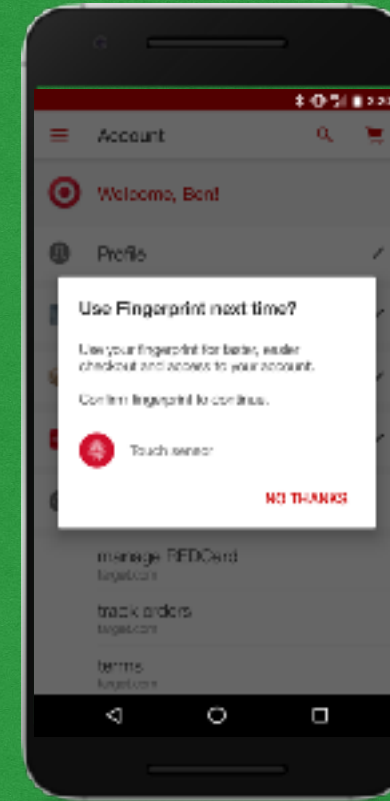 Account
Welcome, Ben!
Profile
Use Fingerprint next time?
Use your fingerprint for faster, easier
checkout and access to your account.
Confirm fingerprint to continue.
Touch sensor
NO THANKS
manage REDCard
target.com
track orders
target.com
terms
target.com